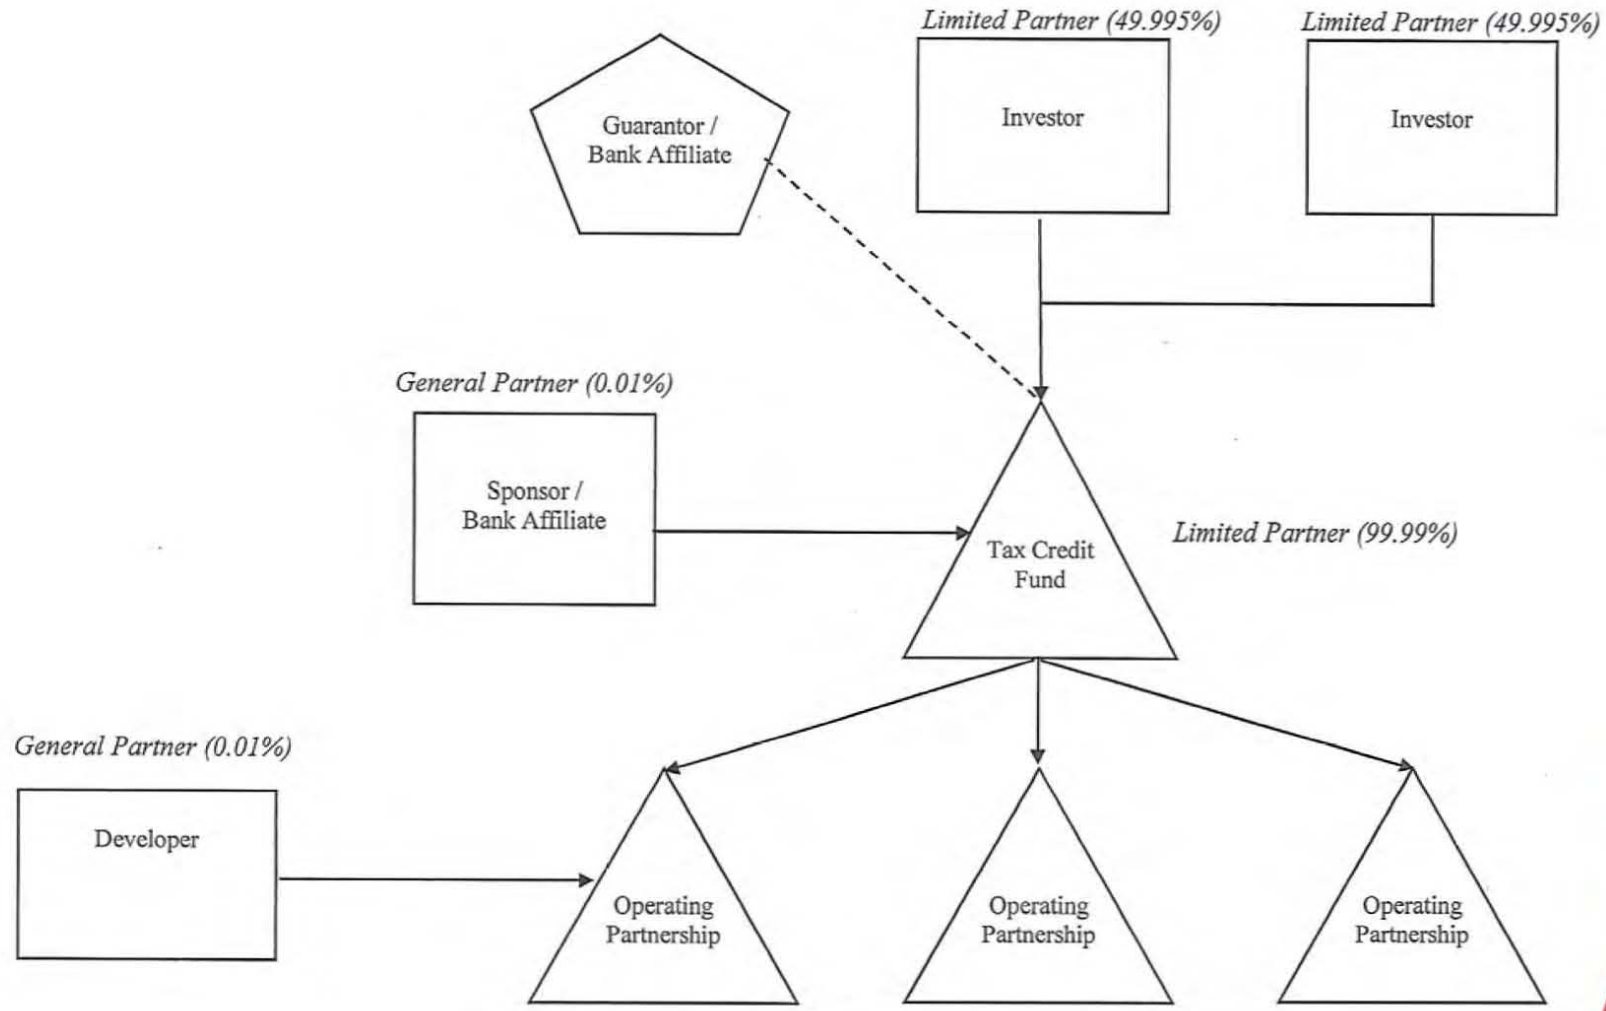 Limited Partner (49.995%)
Limited Partner (49.995%)
Guarantor /
Bank Affiliate
Investor
Investor
General Partner (0.01%)
Sponsor /
Bank Affiliate
Tax Credit
Fund
Limited Partner (99.99%)
General Partner (0.01%)
Developer
Operating
Partnership
Operating
Partnership
Operating
Partnership